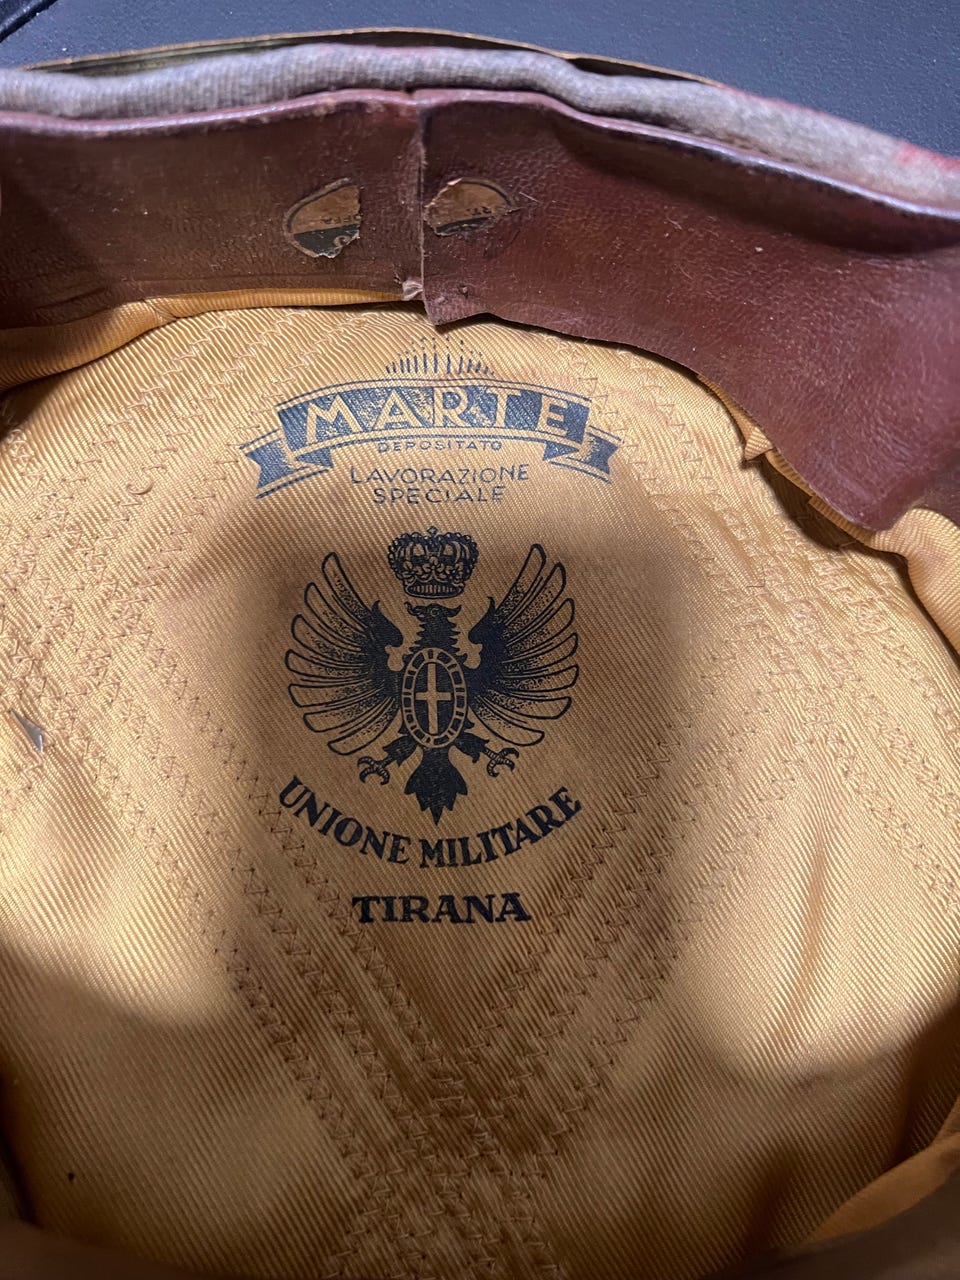 MARTE
DEPOSITATO
LAVORAZIONE
SPECIALE
UNIONE MILITARE
TIRANA